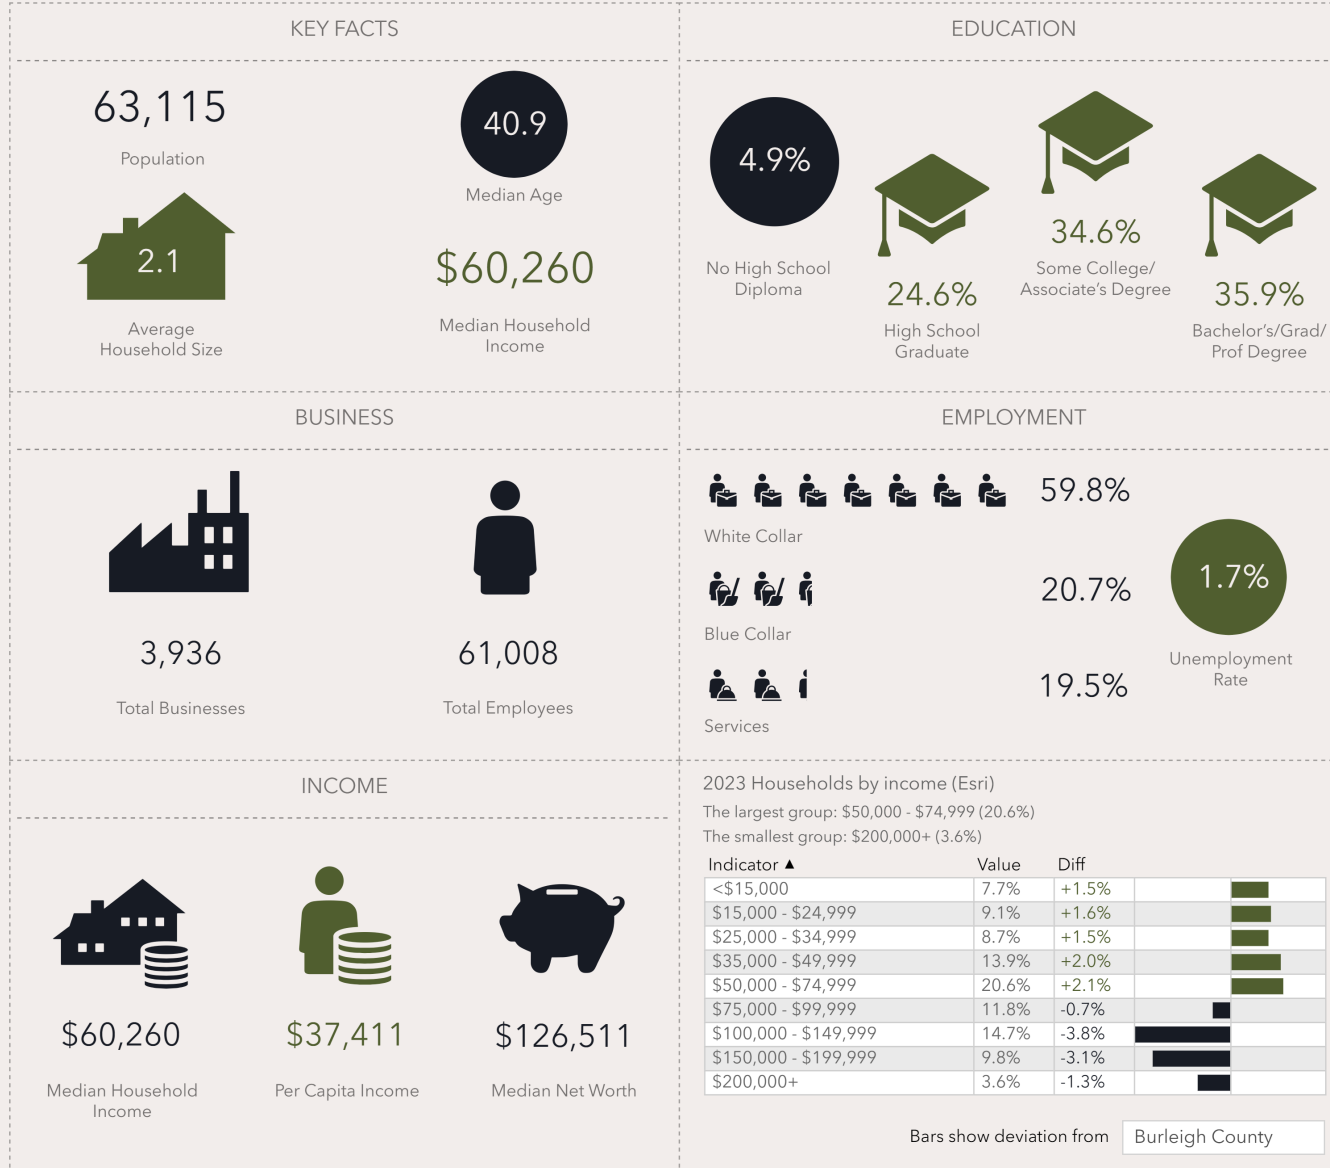 KEY FACTS
63,115
Population
40.9
Median Age
2.1
Average
Household Size
$60,260
Median Household
Income
EDUCATION
4.9%
No High School
Diploma
24.6%
High School
Graduate
34.6%
Some College/
Associate's Degree
35.9%
Bachelor's/Grad/
Prof Degree
BUSINESS
3,936
Total Businesses
61,008
Total Employees
EMPLOYMENT
59.8%
White Collar
20.7%
Blue Collar
19.5%
Services
1.7%
Unemployment
Rate
INCOME
$60,260
Median Household
Income
$37,411
Per Capita Income
$126,511
Median Net Worth
2023 Households by income (Esri)
The largest group: $50,000 - $74,999 (20.6%)
The smallest group: $200,000+ (3.6%)
Indicator ▲ Value Diff
<$15,000 7.7% +1.5%
$15,000 - $24,999 9.1% +1.6%
$25,000 - $34,999 8.7% +1.5%
$35,000 - $49,999 13.9% +2.0%
$50,000 - $74,999 20.6% +2.1%
$75,000 - $99,999 11.8% -0.7%
$100,000 - $149,999 14.7% -3.8%
$150,000 - $199,999 9.8% -3.1%
$200,000+ 3.6% -1.3%
Bars show deviation from Burleigh County